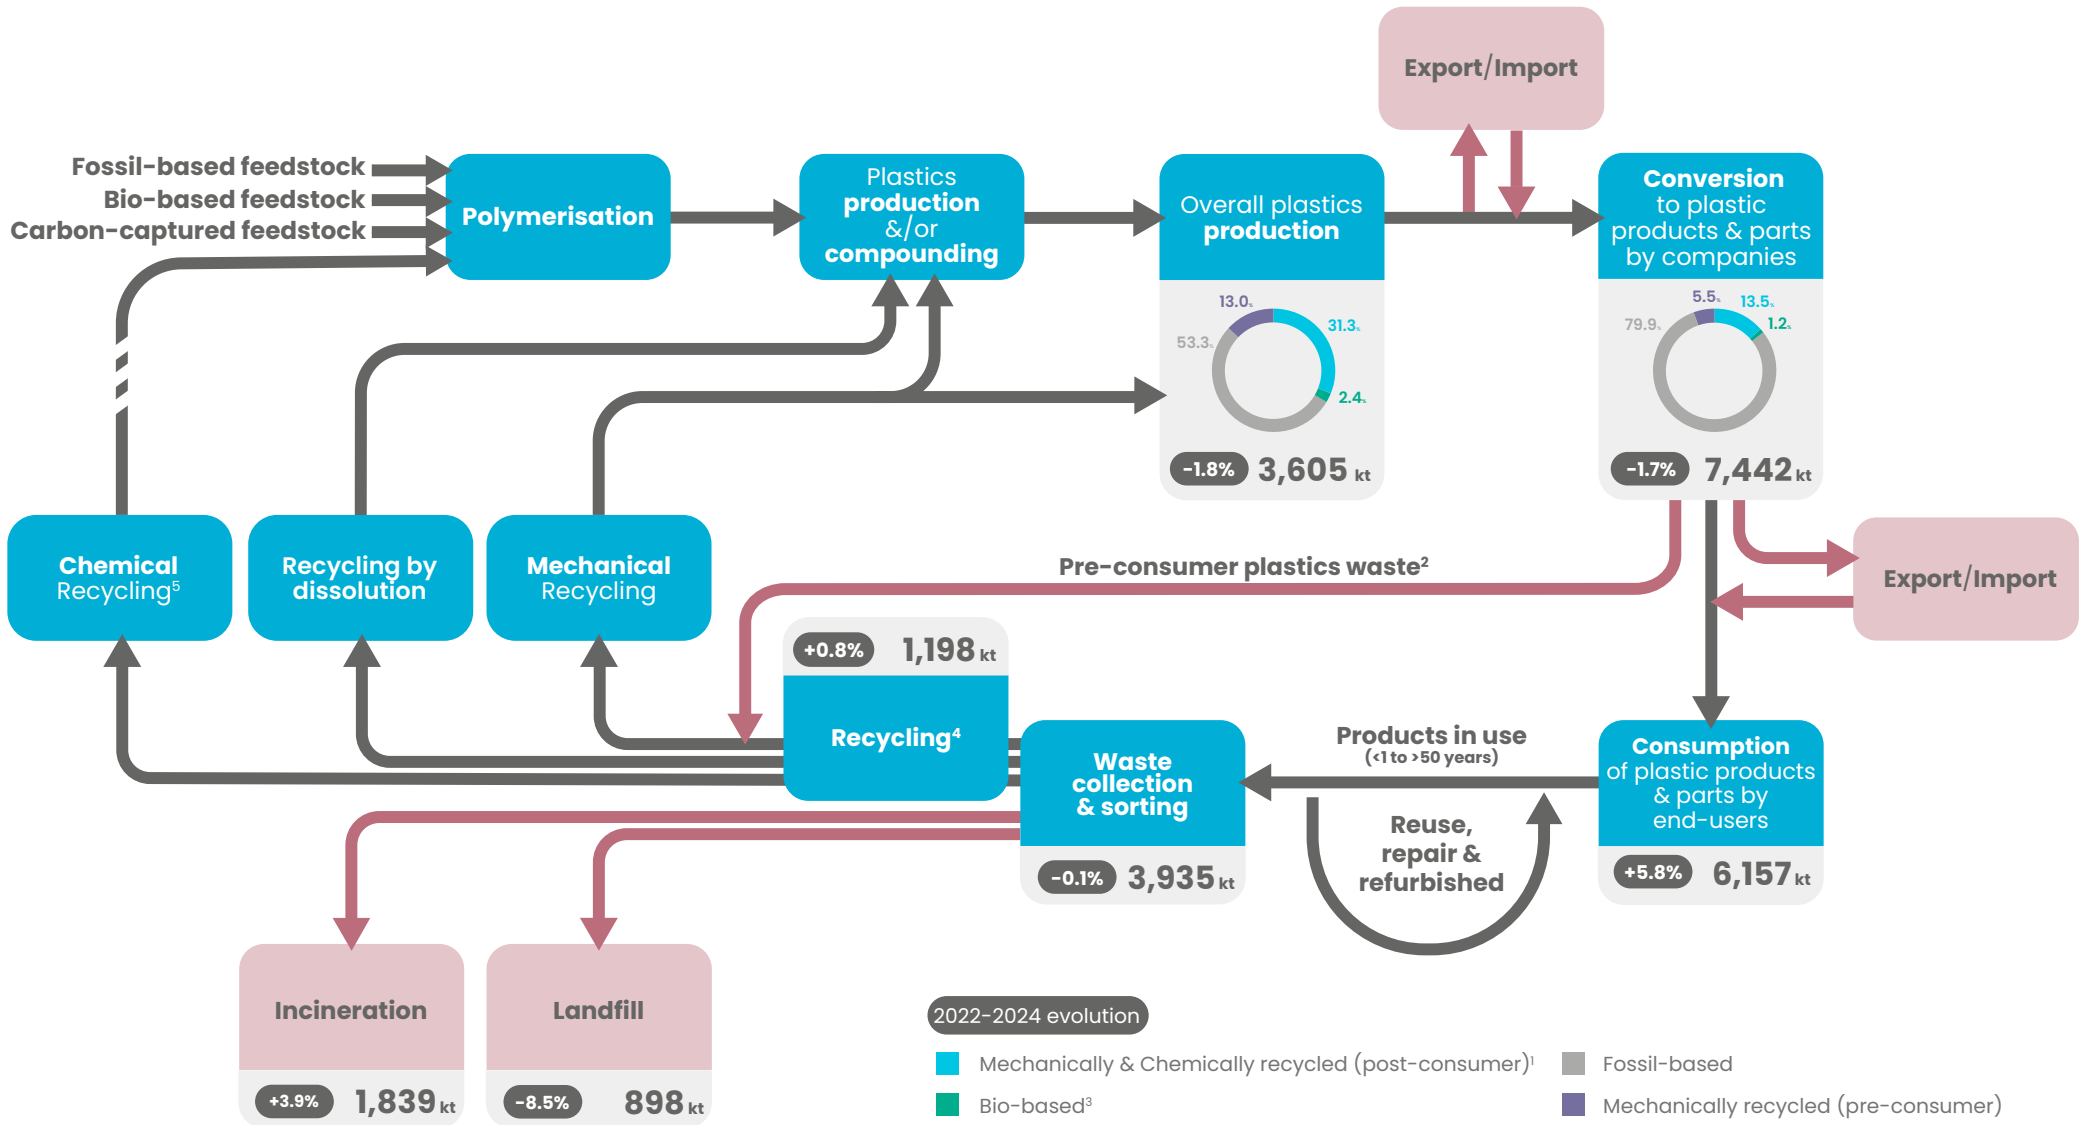 Export/Import
Fossil-based feedstock
Bio-based feedstock
Carbon-captured feedstock
Polymerisation
Plastics
production
&/or
compounding
Overall plastics
production
13.0%
31.3%
53.3%
2.4%
-1.8% 3,605 kt
Conversion
to plastic
products & parts
by companies
5.5%
13.5%
79.9%
1.2%
-1.7% 7,442 kt
Chemical
Recycling⁵
Recycling by
dissolution
Mechanical
Recycling
Pre-consumer plastics waste²
Export/Import
+0.8% 1,198 kt
Recycling⁴
Waste
collection
& sorting
-0.1% 3,935 kt
Products in use
(<1 to >50 years)
Reuse,
repair &
refurbished
Consumption
of plastic products
& parts by
end-users
+5.8% 6,157 kt
Incineration
+3.9% 1,839 kt
Landfill
-8.5% 898 kt
2022-2024 evolution
Mechanically & Chemically recycled (post-consumer)¹
Fossil-based
Bio-based³
Mechanically recycled (pre-consumer)